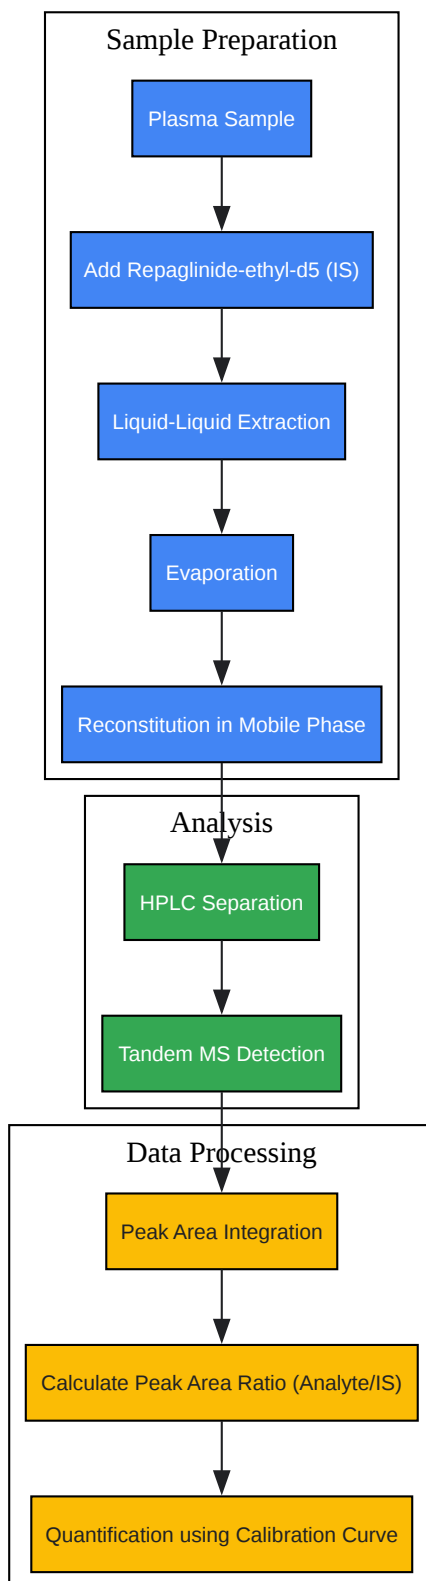 Sample Preparation
Plasma Sample
Add Repaglinide-ethyl-d5 (IS)
Liquid-Liquid Extraction
Evaporation
Reconstitution in Mobile Phase
Analysis
HPLC Separation
Tandem MS Detection
Data Processing
Peak Area Integration
Calculate Peak Area Ratio (Analyte/IS)
Quantification using Calibration Curve